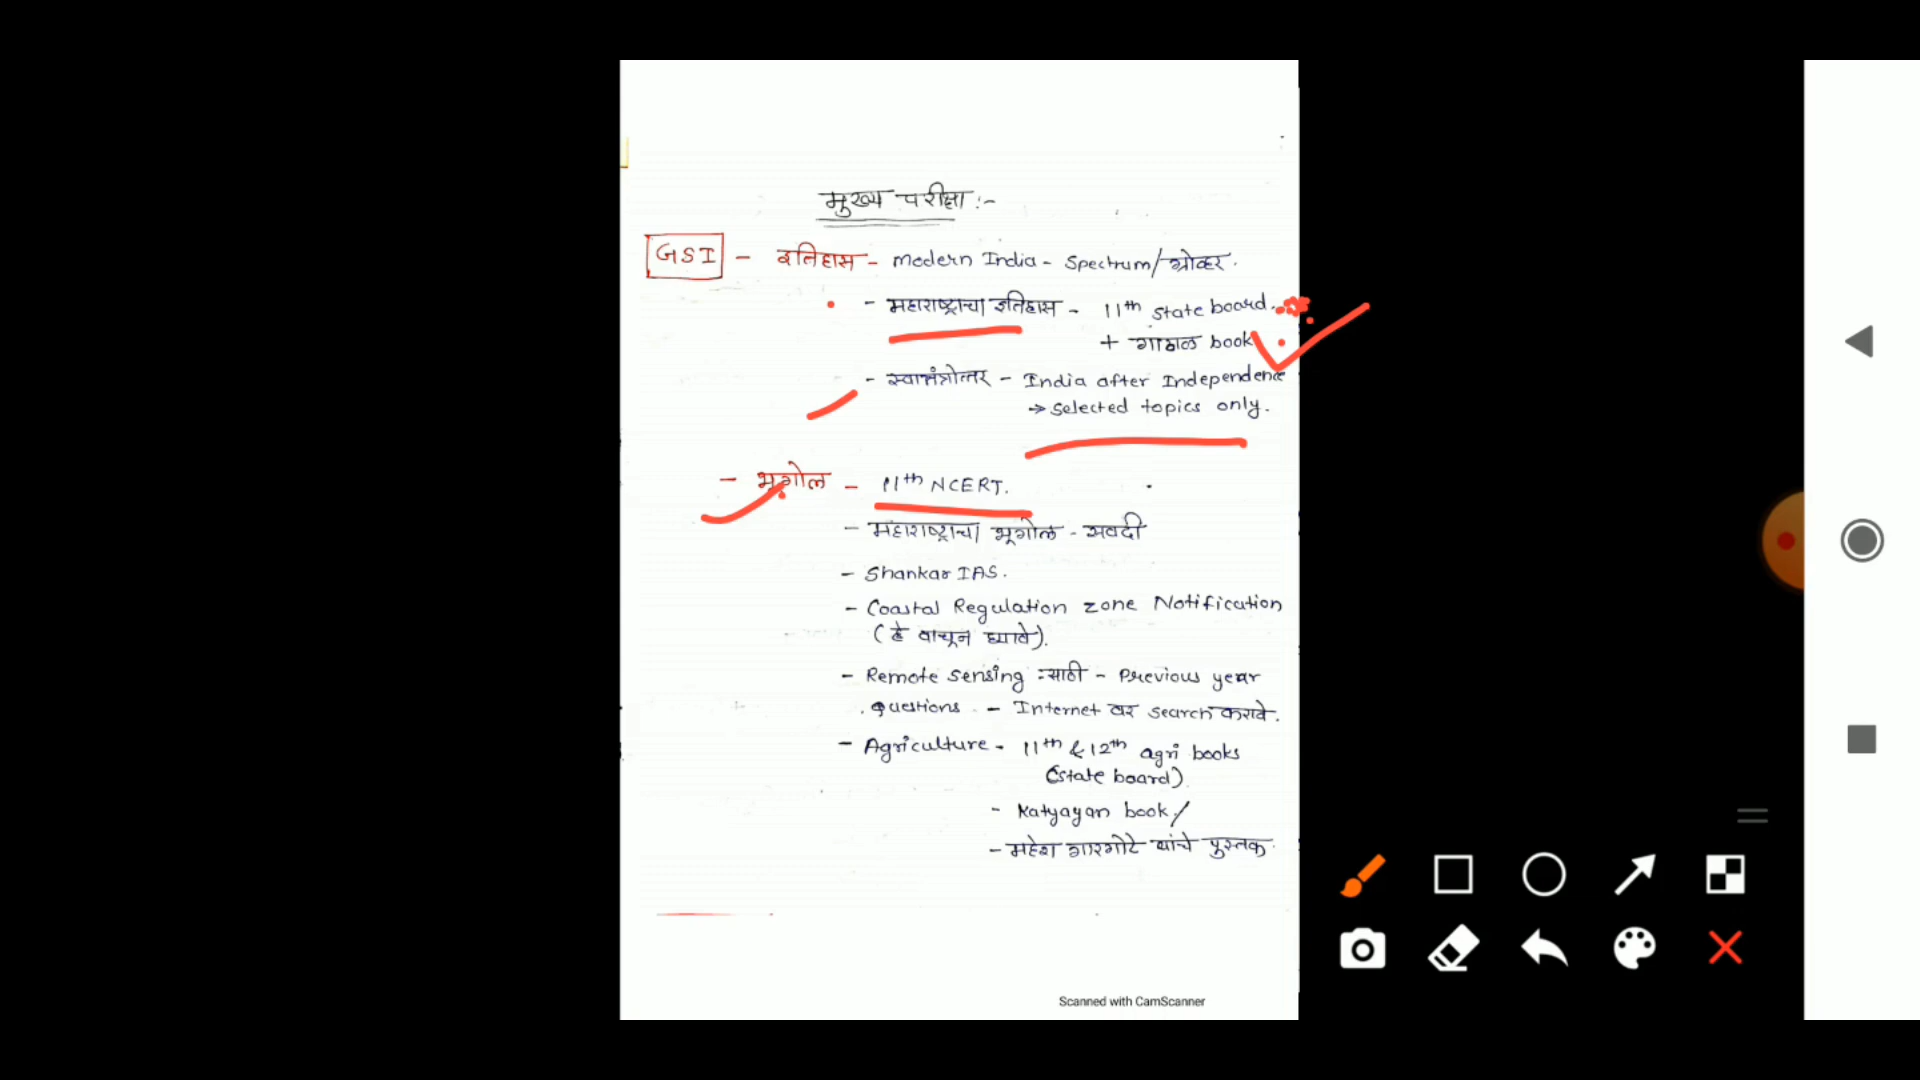 मुख्य परीक्षा :-
GSI - इतिहास - Modern India - Spectrum/ग्रोव्हर.
- महाराष्ट्राचा इतिहास - 11th state board.
+ गाठाळ book
- स्वातंत्र्योत्तर - India after Independence
→ selected topics only.
- भूगोल - 11th NCERT.
- महाराष्ट्राचा भूगोल - सवदी
- Shankar IAS.
- Coastal Regulation zone Notification
(हे वाचून घ्यावे).
- Remote sensing साठी - Previous year
questions. - Internet वर search करावे.
- Agriculture - 11th & 12th agri books
(state board)
- Katyayan book/
- महेश गारगोटे यांचे पुस्तक.
Scanned with CamScanner